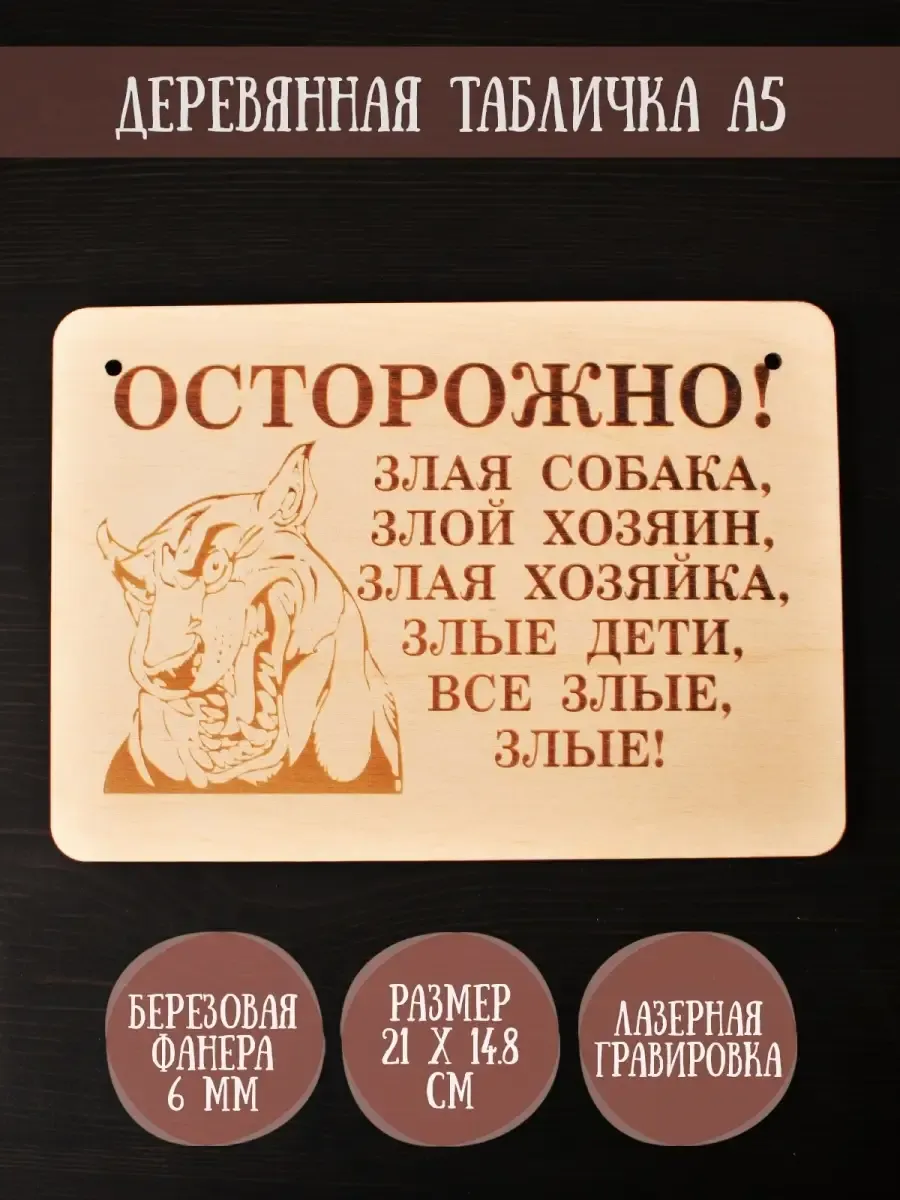 ДЕРЕВЯННАЯ ТАБЛИЧКА А5
ОСТОРОЖНО!
ЗЛАЯ СОБАКА,
ЗЛОЙ ХОЗЯИН,
ЗЛАЯ ХОЗЯЙКА,
ЗЛЫЕ ДЕТИ,
ВСЕ ЗЛЫЕ,
ЗЛЫЕ!
БЕРЕЗОВАЯ
ФАНЕРА
6 ММ
РАЗМЕР
21 Х 14.8
СМ
ЛАЗЕРНАЯ
ГРАВИРОВКА